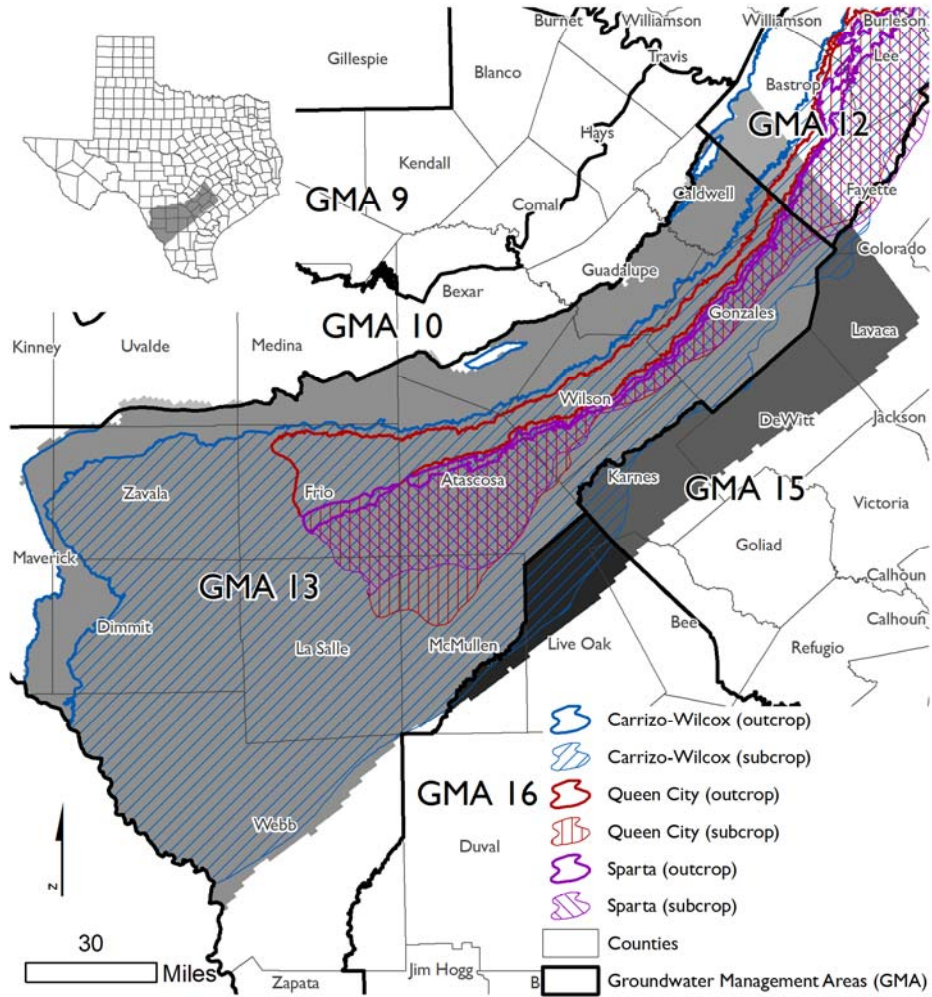 Burnet
Williamson
Williamson
Burleson
Gillespie
Travis
Lee
Blanco
Bastrop
Hays
GMA 12
Kendall
Caldwell
Fayette
GMA 9
Comal
Colorado
Guadalupe
Bexar
Gonzales
GMA 10
Lavaca
Kinney
Uvalde
Medina
Wilson
DeWitt
Jackson
Zavala
Frio
Atascosa
Karnes
GMA 15
Victoria
Goliad
Maverick
Calhoun
GMA 13
Dimmit
Bee
Calhoun
La Salle
McMullen
Live Oak
Refugio
Carrizo-Wilcox (outcrop)
Carrizo-Wilcox (subcrop)
GMA 16
Queen City (outcrop)
Webb
Queen City (subcrop)
Duval
Sparta (outcrop)
N
Sparta (subcrop)
30
Counties
Miles
Jim Hogg
B
Groundwater Management Areas (GMA)
Zapata